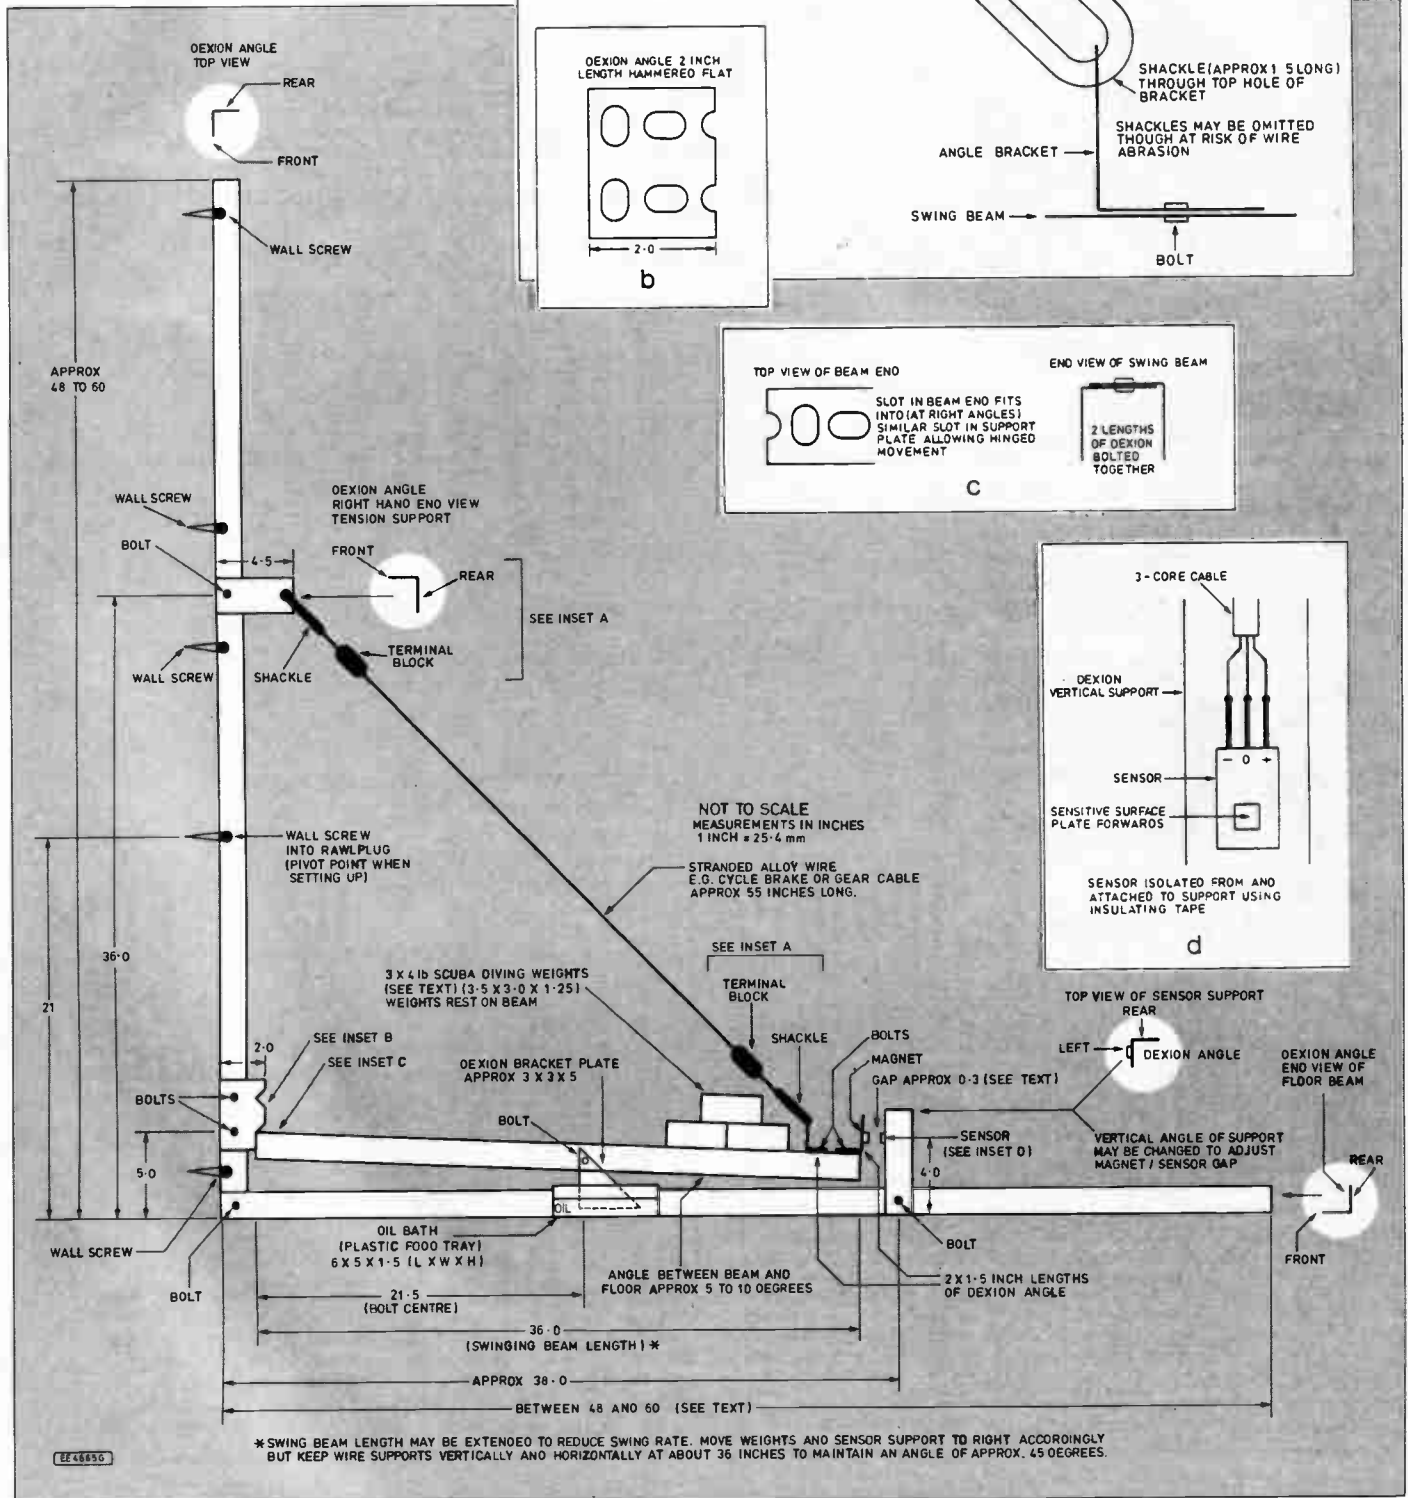 DEXION ANGLE
TOP VIEW
REAR
FRONT
WALL SCREW
APPROX
48 TO 60
DEXION ANGLE 2 INCH
LENGTH HAMMERED FLAT
2·0
b
SHACKLE (APPROX 1 5 LONG)
THROUGH TOP HOLE OF
BRACKET
SHACKLES MAY BE OMITTED
THOUGH AT RISK OF WIRE
ABRASION
ANGLE BRACKET
SWING BEAM
BOLT
TOP VIEW OF BEAM END
SLOT IN BEAM END FITS
INTO (AT RIGHT ANGLES)
SIMILAR SLOT IN SUPPORT
PLATE ALLOWING HINGED
MOVEMENT
END VIEW OF SWING BEAM
2 LENGTHS
OF DEXION
BOLTED
TOGETHER
C
WALL SCREW
BOLT
4·5
DEXION ANGLE
RIGHT HAND END VIEW
TENSION SUPPORT
FRONT
REAR
SEE INSET A
TERMINAL
BLOCK
SHACKLE
WALL SCREW
3-CORE CABLE
DEXION
VERTICAL SUPPORT
- 0 +
SENSOR
SENSITIVE SURFACE
PLATE FORWARDS
SENSOR ISOLATED FROM AND
ATTACHED TO SUPPORT USING
INSULATING TAPE
d
WALL SCREW
INTO RAWLPLUG
(PIVOT POINT WHEN
SETTING UP)
NOT TO SCALE
MEASUREMENTS IN INCHES
1 INCH = 25·4 mm
STRANDED ALLOY WIRE
E.G. CYCLE BRAKE OR GEAR CABLE
APPROX 55 INCHES LONG.
36·0
21
SEE INSET A
TERMINAL
BLOCK
SHACKLE
3 X 4 lb SCUBA DIVING WEIGHTS
(SEE TEXT) (3·5 X 3·0 X 1·25)
WEIGHTS REST ON BEAM
BOLTS
MAGNET
GAP APPROX 0·3 (SEE TEXT)
TOP VIEW OF SENSOR SUPPORT
REAR
LEFT
DEXION ANGLE
DEXION ANGLE
END VIEW OF
FLOOR BEAM
REAR
FRONT
2·0
SEE INSET B
SEE INSET C
DEXION BRACKET PLATE
APPROX 3 X 3 X 5
BOLT
BOLTS
5·0
SENSOR
(SEE INSET D)
4·0
VERTICAL ANGLE OF SUPPORT
MAY BE CHANGED TO ADJUST
MAGNET / SENSOR GAP
OIL
WALL SCREW
BOLT
OIL BATH
(PLASTIC FOOD TRAY)
6 X 5 X 1·5 (L X W X H)
ANGLE BETWEEN BEAM AND
FLOOR APPROX 5 TO 10 DEGREES
BOLT
2 X 1·5 INCH LENGTHS
OF DEXION ANGLE
21·5
(BOLT CENTRE)
36·0
(SWINGING BEAM LENGTH) *
APPROX 38·0
BETWEEN 48 AND 60 (SEE TEXT)
* SWING BEAM LENGTH MAY BE EXTENDED TO REDUCE SWING RATE. MOVE WEIGHTS AND SENSOR SUPPORT TO RIGHT ACCORDINGLY
BUT KEEP WIRE SUPPORTS VERTICALLY AND HORIZONTALLY AT ABOUT 36 INCHES TO MAINTAIN AN ANGLE OF APPROX. 45 DEGREES.
EE4665G